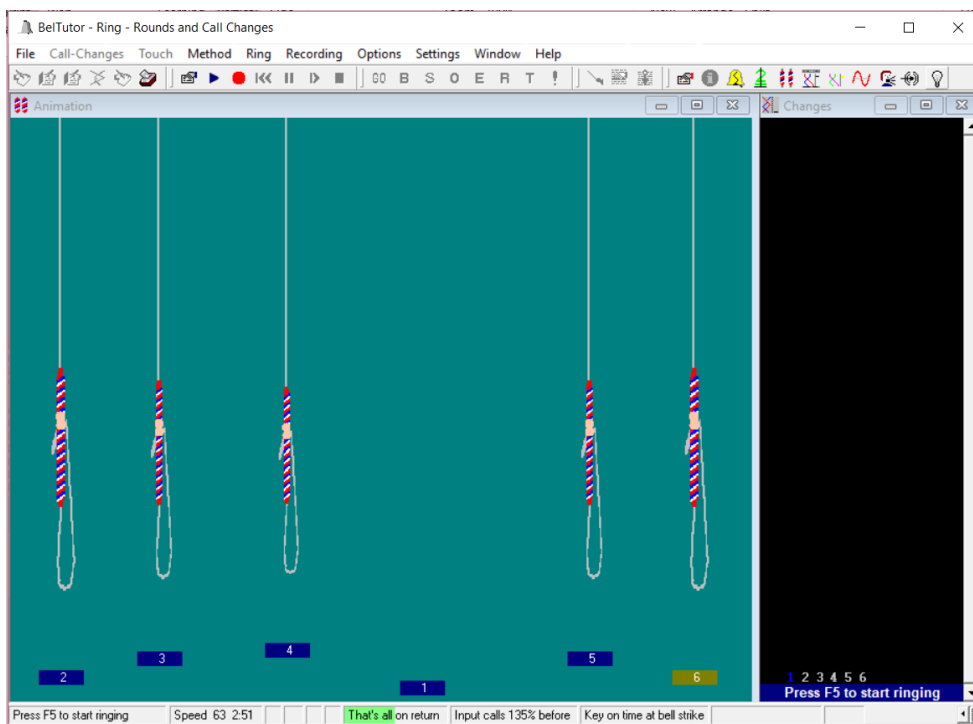 BelTutor - Ring - Rounds and Call Changes
File Call-Changes Touch Method Ring Recording Options Settings Window Help
GO B S O E R T !
Animation
Changes
4
3
5
2
6
1
1 2 3 4 5 6
Press F5 to start ringing
Press F5 to start ringing Speed 63 2:51 That's all on return Input calls 135% before Key on time at bell strike